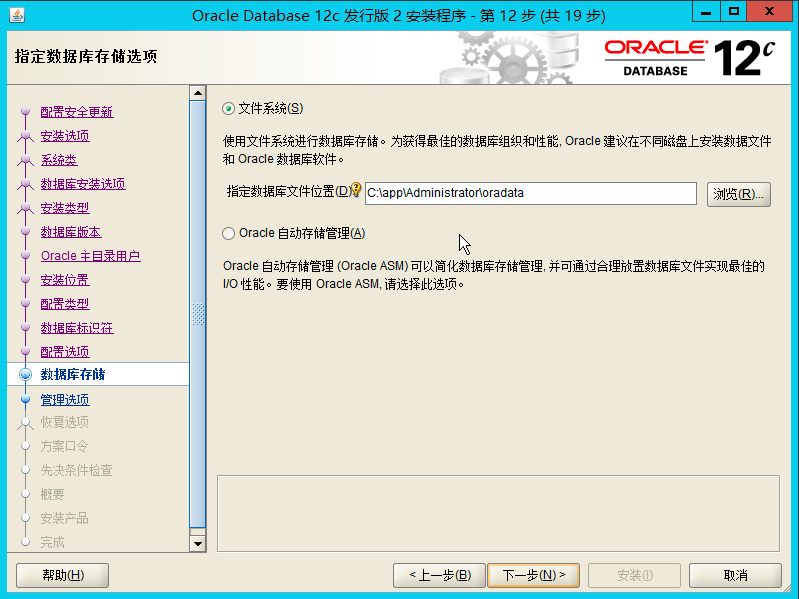 Oracle Database 12c 发行版 2 安装程序 - 第 12 步 (共 19 步)
指定数据库存储选项
ORACLE
DATABASE
12c
配置安全更新
安装选项
系统类
数据库安装选项
安装类型
数据库版本
Oracle 主目录用户
安装位置
配置类型
数据库标识符
配置选项
数据库存储
管理选项
恢复选项
方案口令
先决条件检查
概要
安装产品
完成
文件系统(S)
使用文件系统进行数据库存储。为获得最佳的数据库组织和性能, Oracle 建议在不同磁盘上安装数据文件
和 Oracle 数据库软件。
指定数据库文件位置(D): C:\app\Administrator\oradata 浏览(R)...
Oracle 自动存储管理(A)
Oracle 自动存储管理 (Oracle ASM) 可以简化数据库存储管理, 并可通过合理放置数据库文件实现最佳的
I/O 性能。要使用 Oracle ASM, 请选择此选项。
帮助(H) < 上一步(B) 下一步(N) > 安装(I) 取消